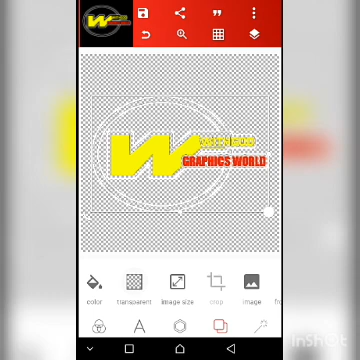 W
GRAPHICS WORLD
color
transparent
image size
crop
image
InShot